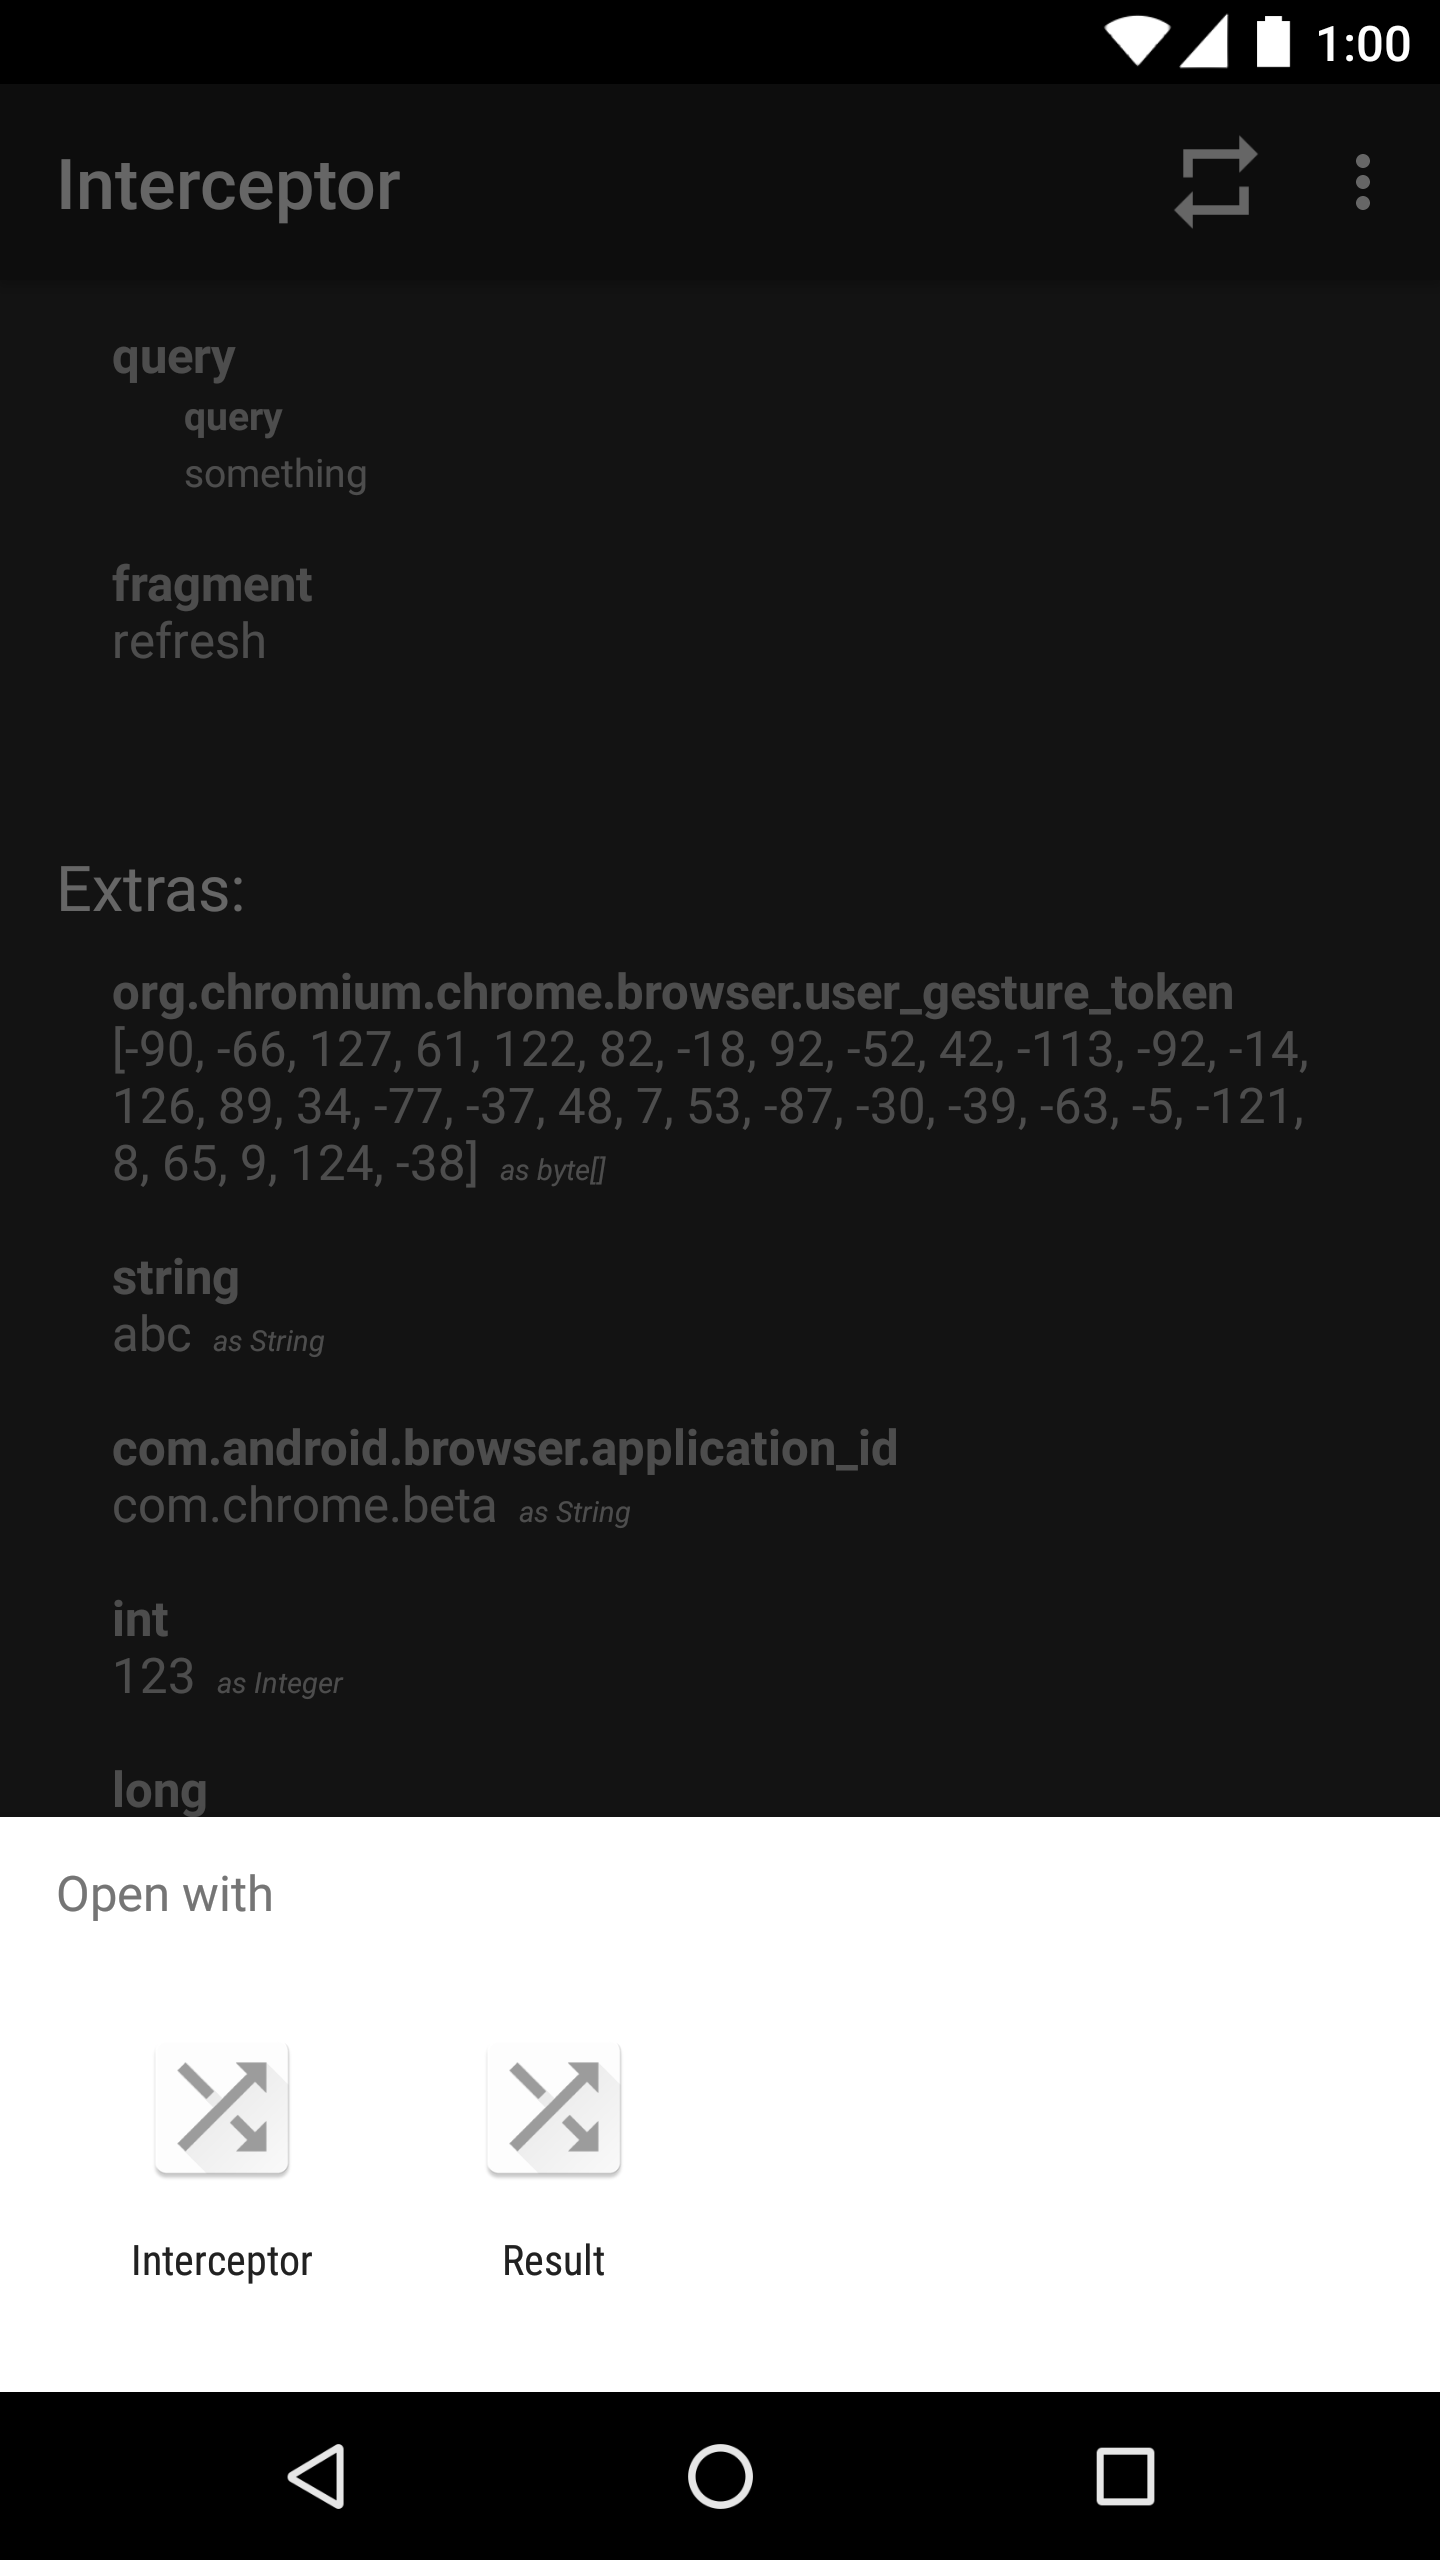 1:00
Interceptor
query
query
something
fragment
refresh
Extras:
org.chromium.chrome.browser.user_gesture_token
[-90, -66, 127, 61, 122, 82, -18, 92, -52, 42, -113, -92, -14,
126, 89, 34, -77, -37, 48, 7, 53, -87, -30, -39, -63, -5, -121,
8, 65, 9, 124, -38] as byte[]
string
abc as String
com.android.browser.application_id
com.chrome.beta as String
int
123 as Integer
long
Open with
Interceptor
Result